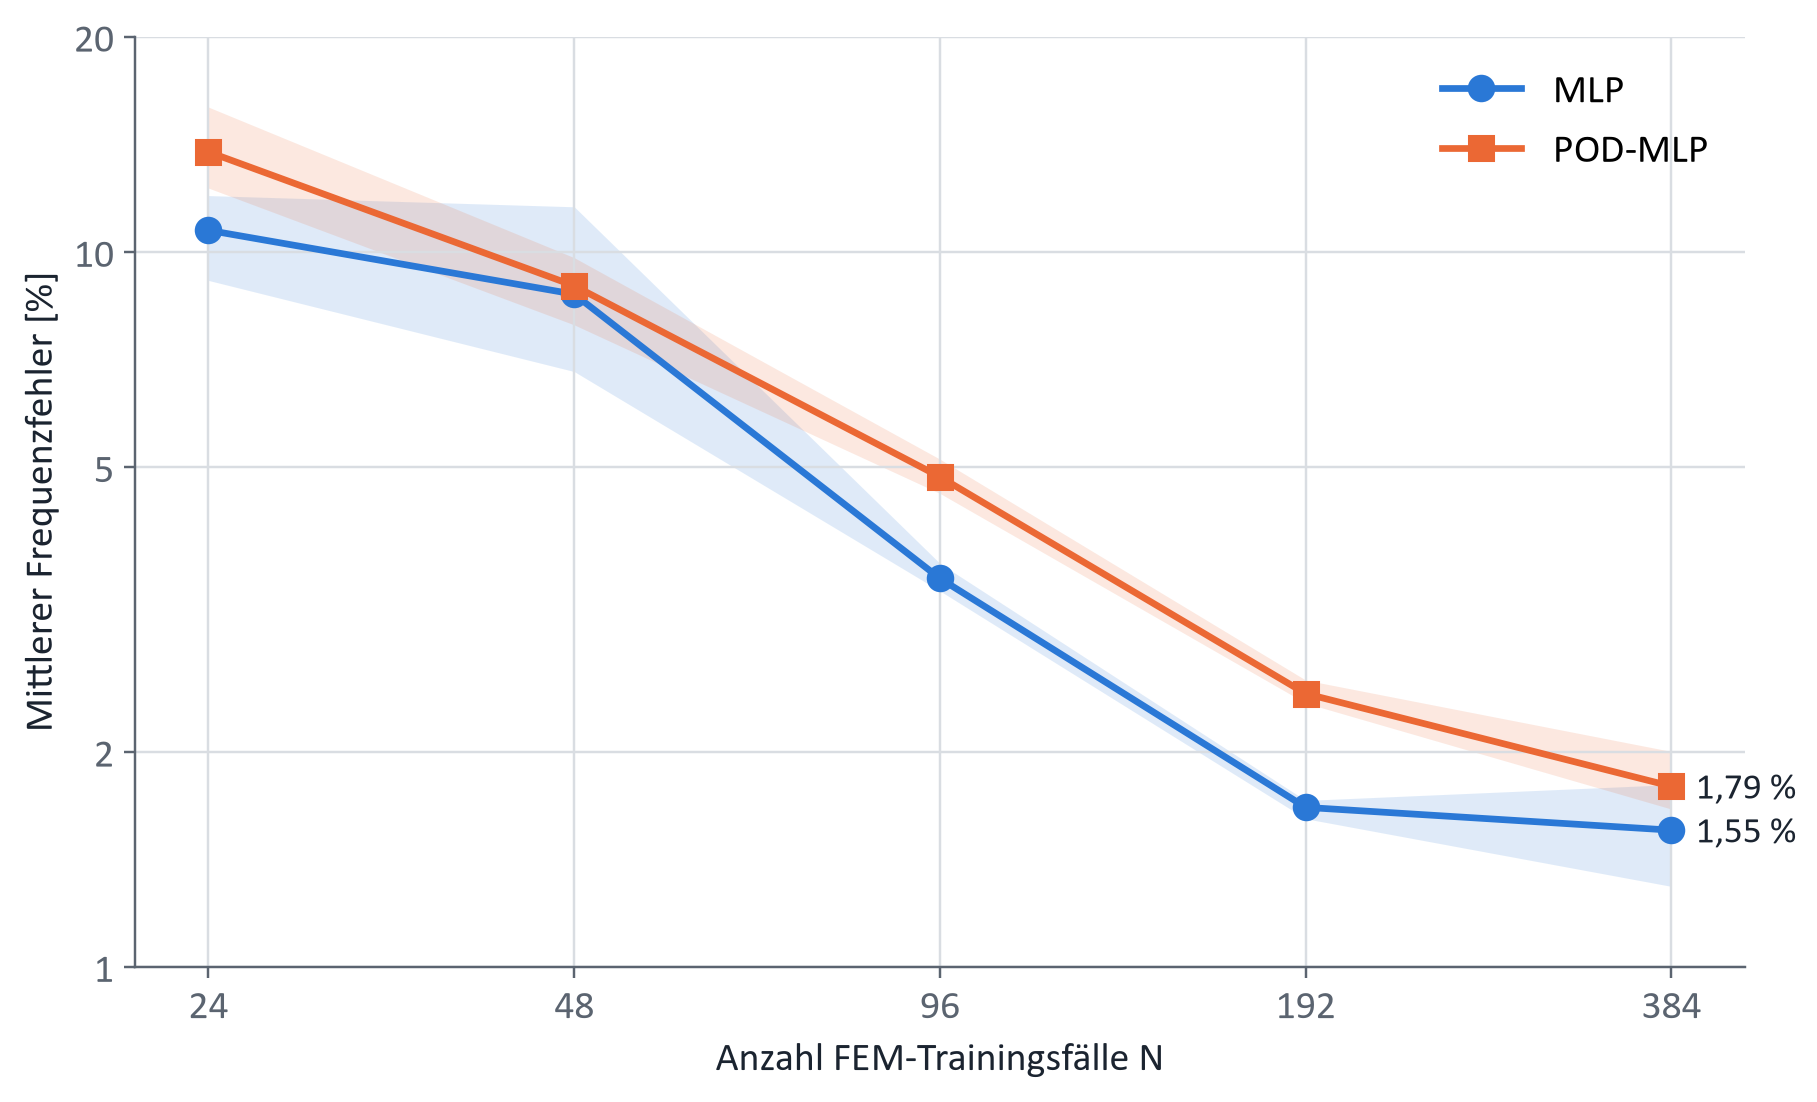 20
10
5
2
1
Mittlerer Frequenzfehler [%]
MLP
POD-MLP
1,79 %
1,55 %
24 48 96 192 384
Anzahl FEM-Trainingsfälle N